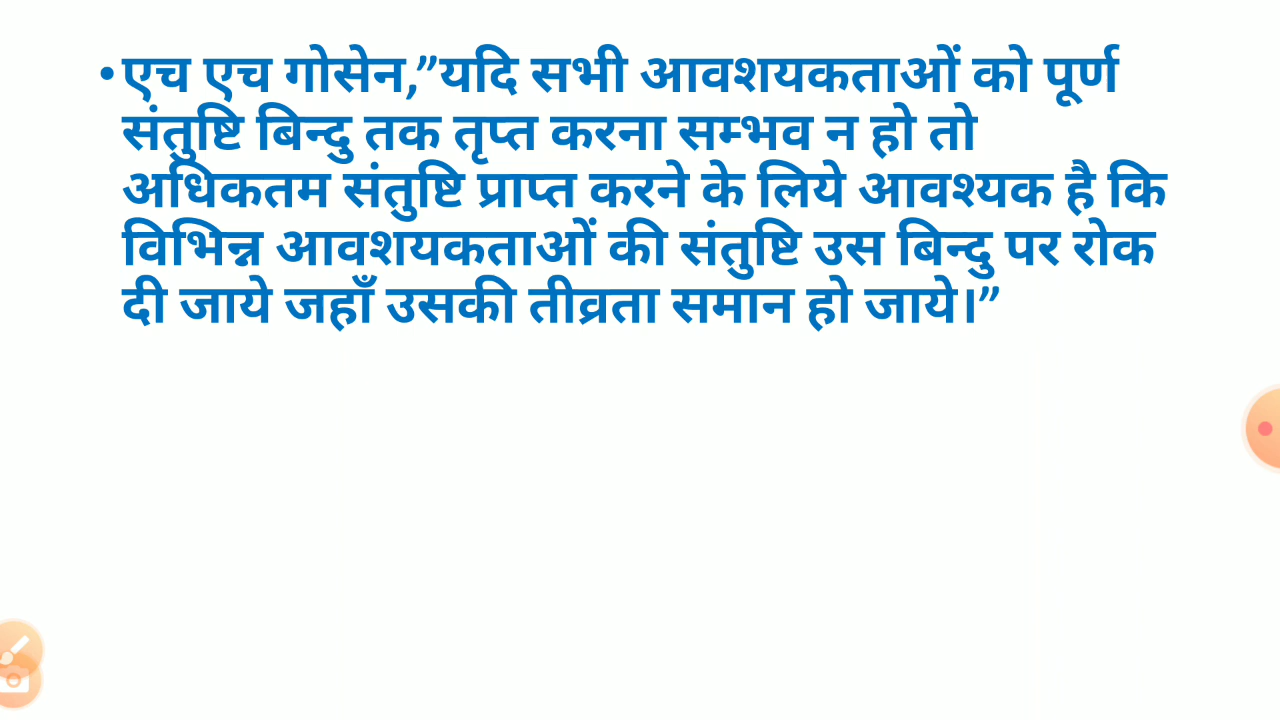 •एच एच गोसेन,”यदि सभी आवशयकताओं को पूर्ण
संतुष्टि बिन्दु तक तृप्त करना सम्भव न हो तो
अधिकतम संतुष्टि प्राप्त करने के लिये आवश्यक है कि
विभिन्न आवशयकताओं की संतुष्टि उस बिन्दु पर रोक
दी जाये जहाँ उसकी तीव्रता समान हो जाये।”